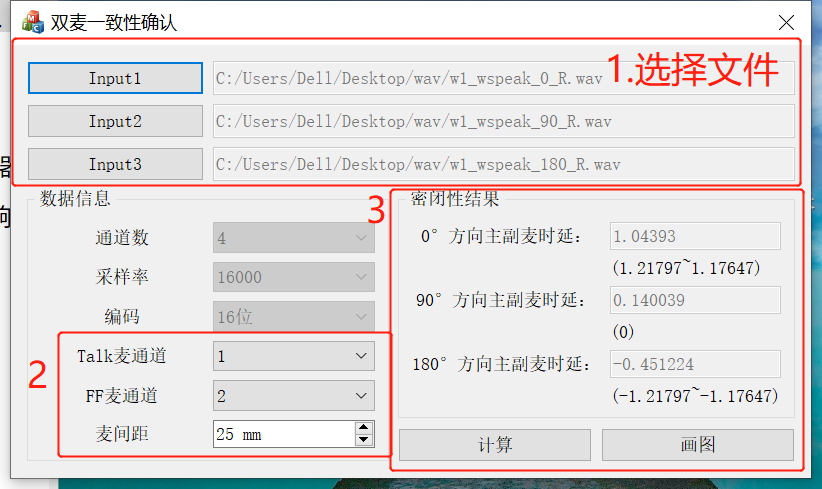 双麦一致性确认
1.选择文件
Input1 C:/Users/Dell/Desktop/wav/w1_wspeak_0_R.wav
Input2 C:/Users/Dell/Desktop/wav/w1_wspeak_90_R.wav
Input3 C:/Users/Dell/Desktop/wav/w1_wspeak_180_R.wav
数据信息
通道数 4
采样率 16000
编码 16位
2
Talk麦通道 1
FF麦通道 2
麦间距 25 mm
3
密闭性结果
0°方向主副麦时延: 1.04393
(1.21797~1.17647)
90°方向主副麦时延: 0.140039
(0)
180°方向主副麦时延: -0.451224
(-1.21797~-1.17647)
计算 画图